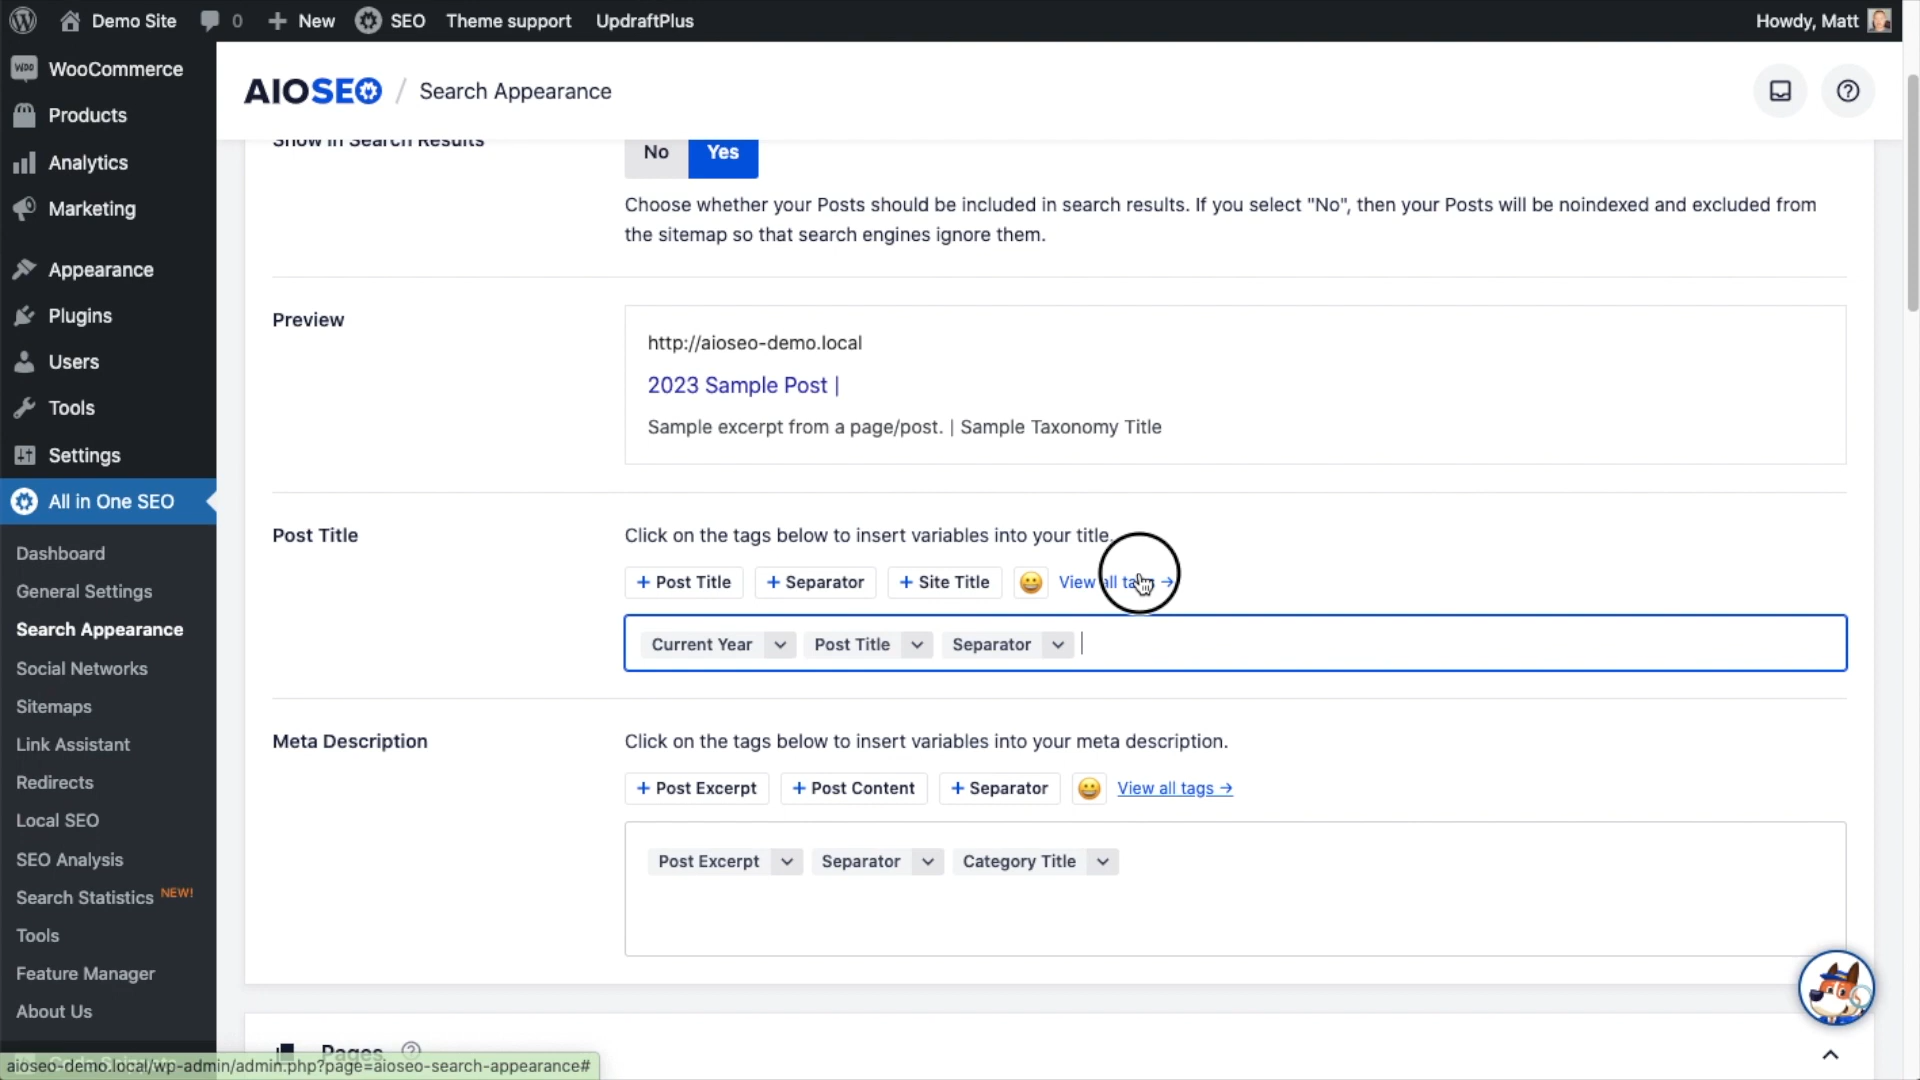 Demo Site
0
New
SEO
Theme support
UpdraftPlus
Howdy, Matt
WooCommerce
Products
Analytics
Marketing
Appearance
Plugins
Users
Tools
Settings
All in One SEO
Dashboard
General Settings
Search Appearance
Social Networks
Sitemaps
Link Assistant
Redirects
Local SEO
SEO Analysis
Search Statistics NEW!
Tools
Feature Manager
About Us
AIOSEO / Search Appearance
Show in Search Results
No
Yes
Choose whether your Posts should be included in search results. If you select "No", then your Posts will be noindexed and excluded from
the sitemap so that search engines ignore them.
Preview
http://aioseo-demo.local
2023 Sample Post |
Sample excerpt from a page/post. | Sample Taxonomy Title
Post Title
Click on the tags below to insert variables into your title.
+ Post Title
+ Separator
+ Site Title
View all tags →
Current Year
Post Title
Separator
Meta Description
Click on the tags below to insert variables into your meta description.
+ Post Excerpt
+ Post Content
+ Separator
View all tags →
Post Excerpt
Separator
Category Title
Pages
aioseo-demo.local/wp-admin/admin.php?page=aioseo-search-appearance#